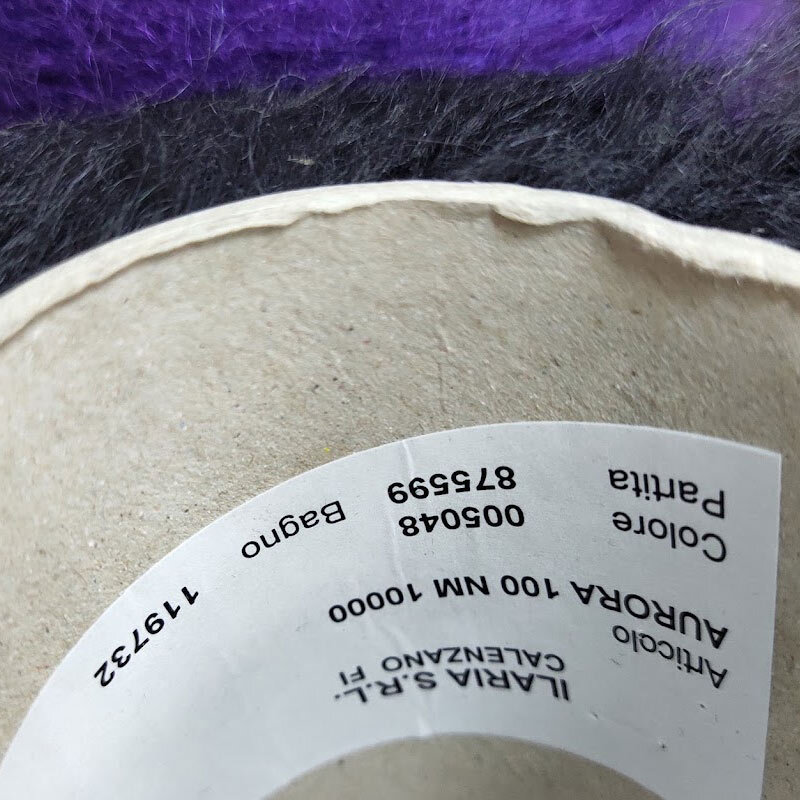 ILARIA S.R.L.
CALENZANO FI
Articolo
AURORA 100 NM 10000
Colore 005048 Bagno 119732
Partita 875599